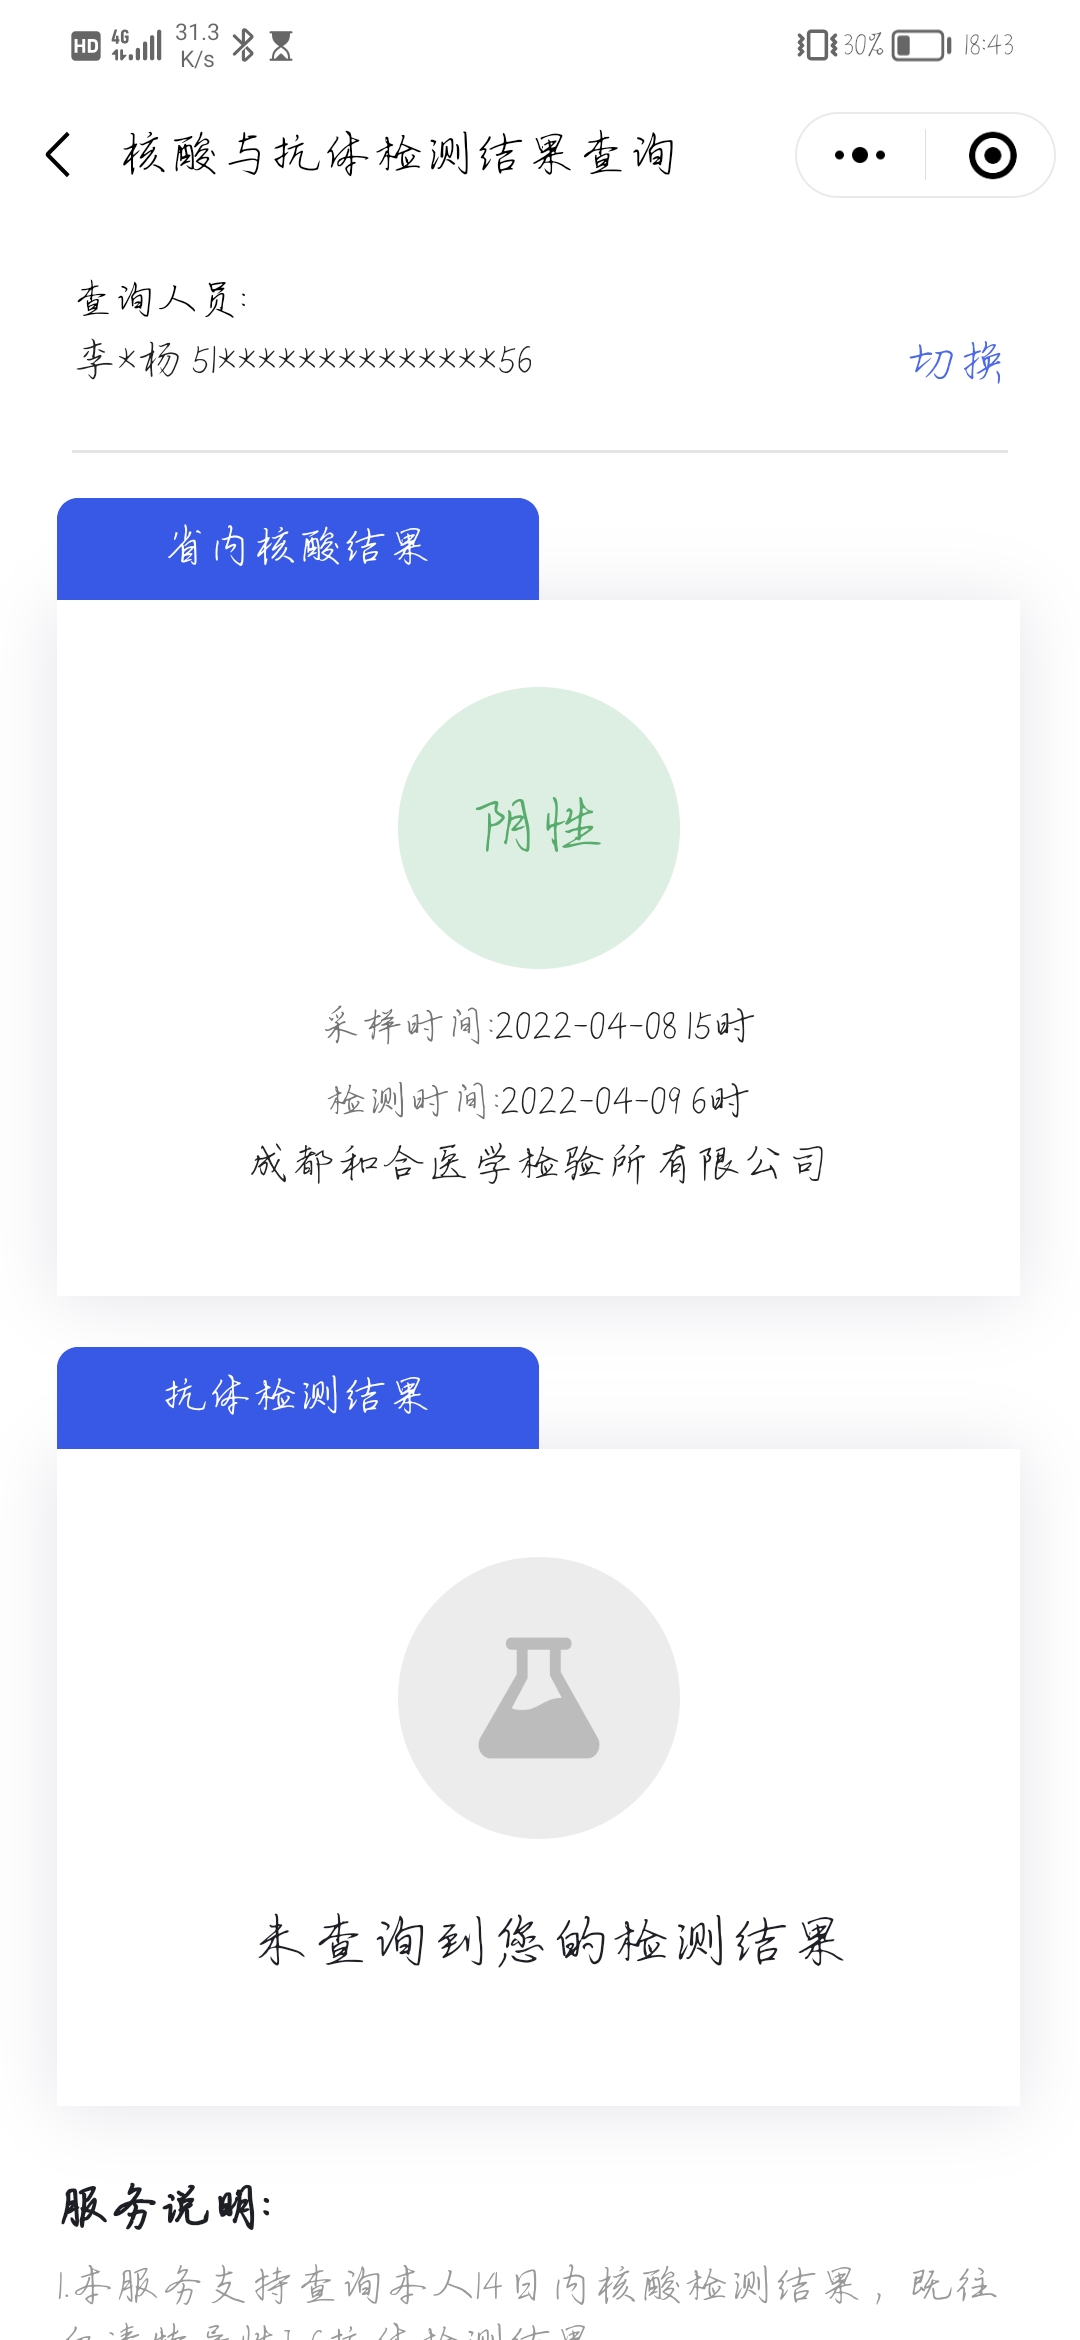 HD 4G 31.3 K/s 30% 18:43
核酸与抗体检测结果查询
查询人员:
李*杨 51**************56 切换
省内核酸结果
阴性
采样时间:2022-04-08 15时
检测时间:2022-04-09 6时
成都和合医学检验所有限公司
抗体检测结果
未查询到您的检测结果
服务说明:
1.本服务支持查询本人14日内核酸检测结果，既往